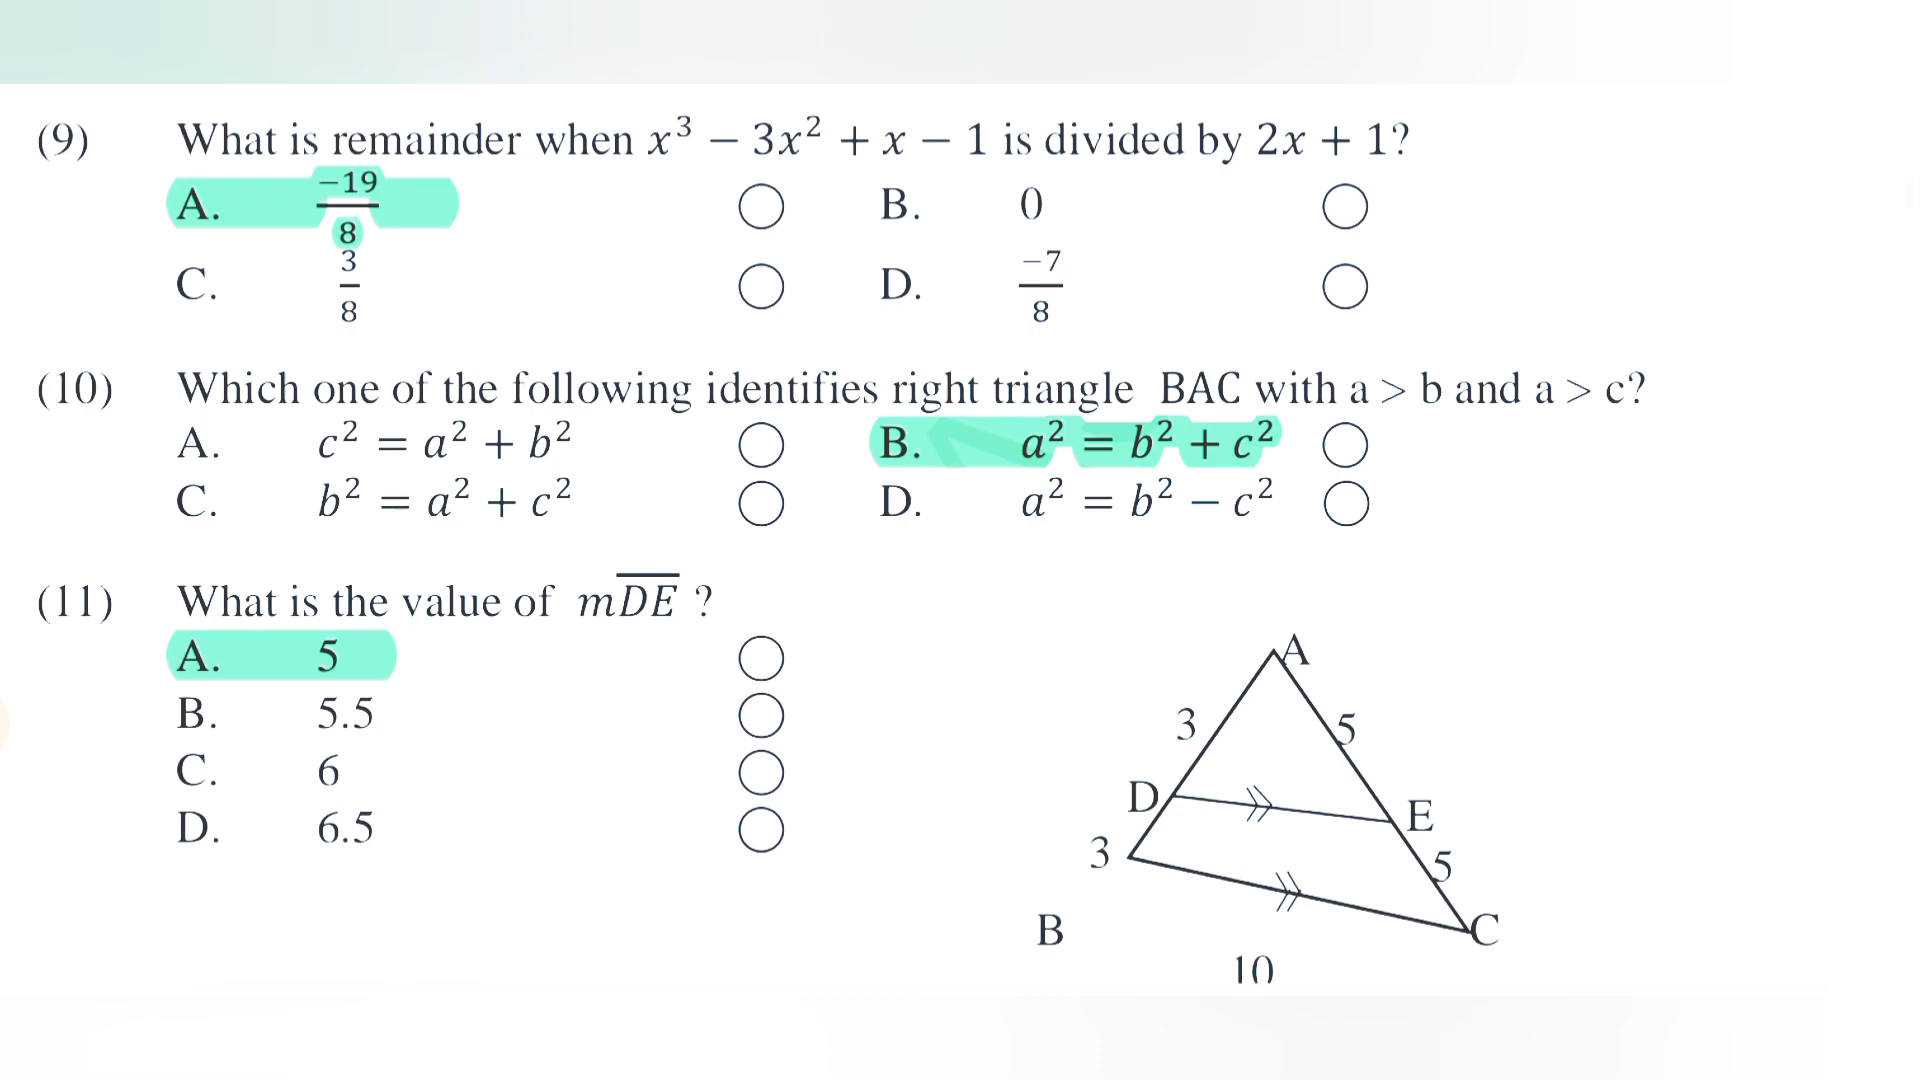 (9) What is remainder when x³ − 3x² + x − 1 is divided by 2x + 1?
A. −19/8 B. 0
C. 3/8 D. −7/8
(10) Which one of the following identifies right triangle BAC with a > b and a > c?
A. c² = a² + b² B. a² = b² + c²
C. b² = a² + c² D. a² = b² − c²
(11) What is the value of mD̅E̅ ?
A. 5
B. 5.5
C. 6
D. 6.5
A
3 5
D E
3 5
B C
10